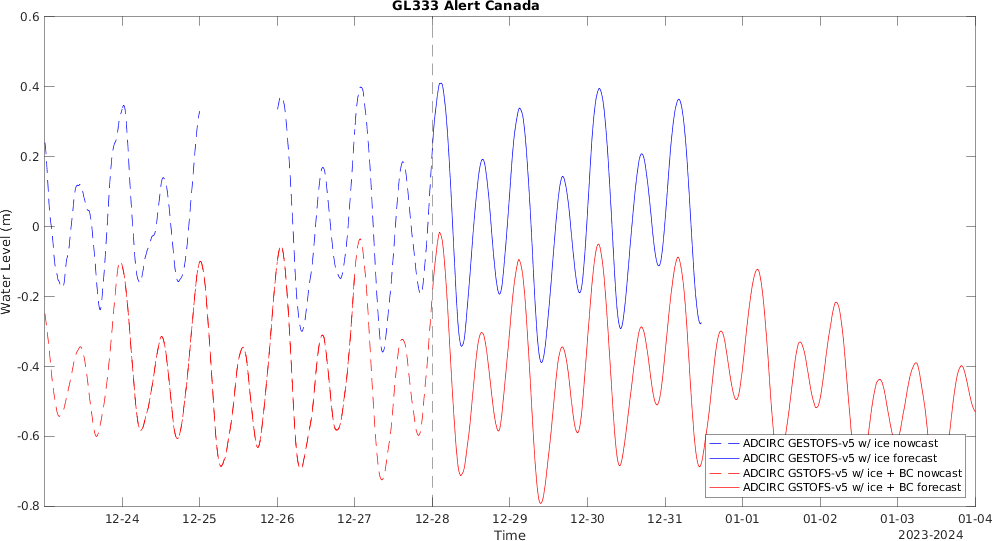 GL333 Alert Canada
0.6
0.4
0.2
0
-0.2
-0.4
-0.6
-0.8
Water Level (m)
ADCIRC GESTOFS-v5 w/ ice nowcast
ADCIRC GESTOFS-v5 w/ ice forecast
ADCIRC GSTOFS-v5 w/ ice + BC nowcast
ADCIRC GSTOFS-v5 w/ ice + BC forecast
12-24 12-25 12-26 12-27 12-28 12-29 12-30 12-31 01-01 01-02 01-03 01-04
Time
2023-2024